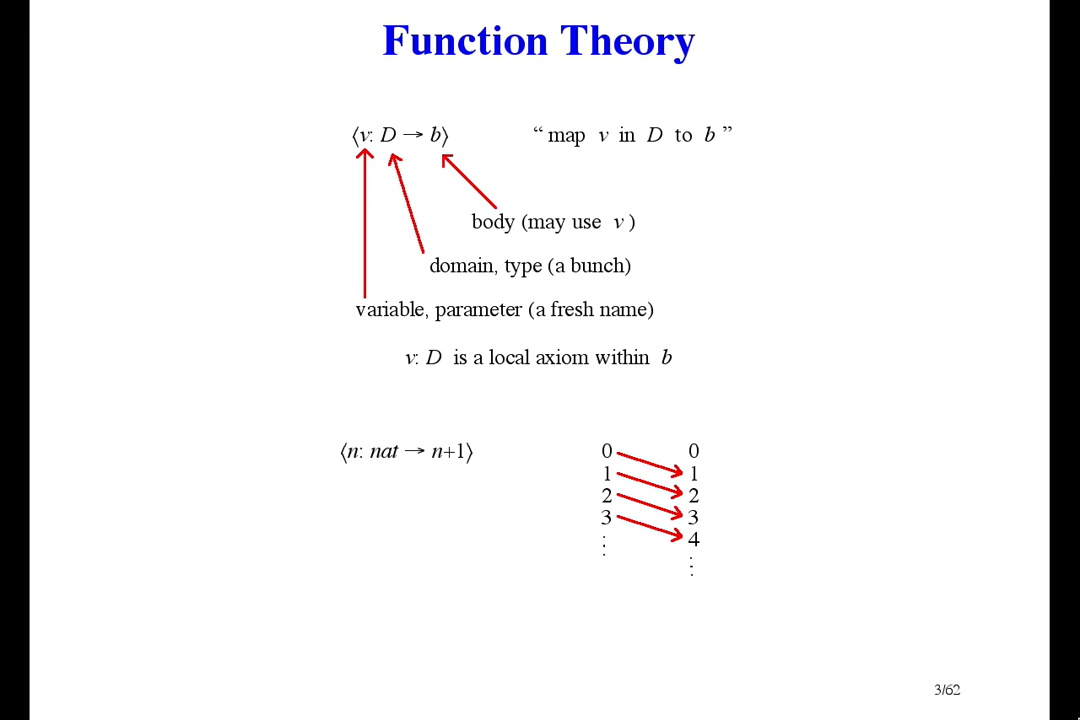 Function Theory
⟨v: D → b⟩ “ map v in D to b ”
body (may use v )
domain, type (a bunch)
variable, parameter (a fresh name)
v: D is a local axiom within b
⟨n: nat → n+1⟩ 0 0
1 1
2 2
3 3
⋮ 4
⋮
3/62